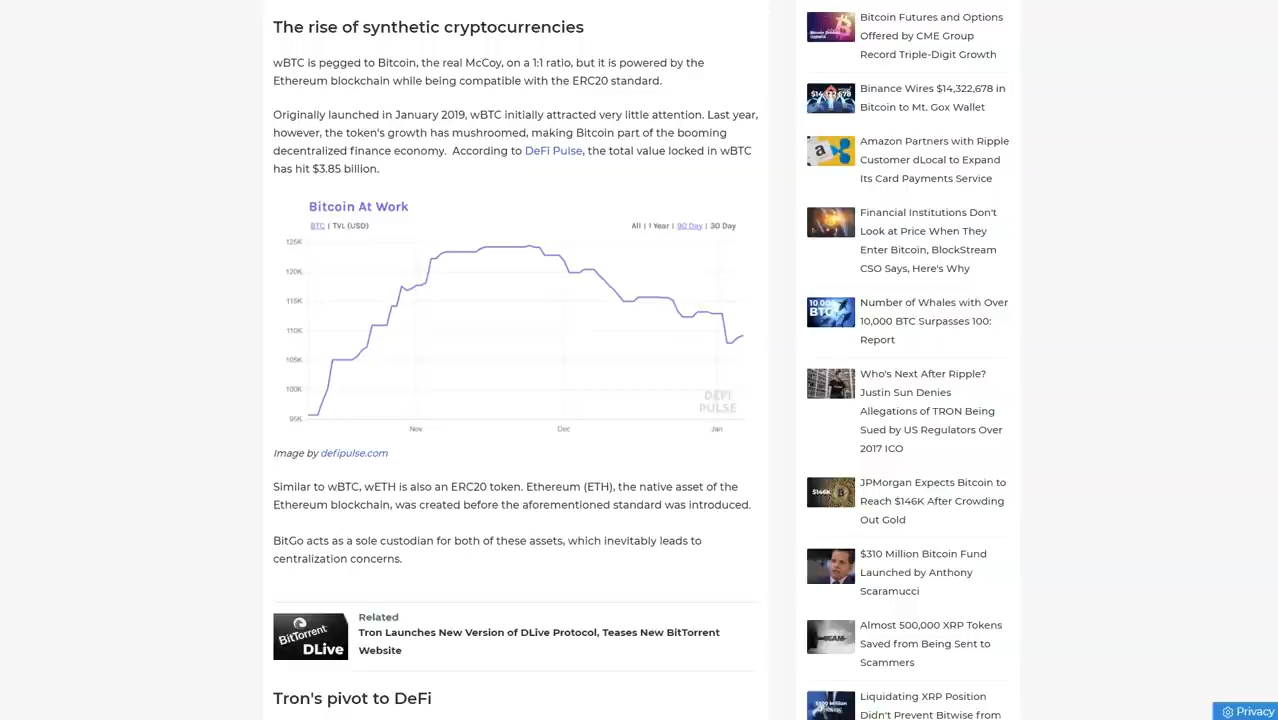 The rise of synthetic cryptocurrencies
wBTC is pegged to Bitcoin, the real McCoy, on a 1:1 ratio, but it is powered by the
Ethereum blockchain while being compatible with the ERC20 standard.
Originally launched in January 2019, wBTC initially attracted very little attention. Last year,
however, the token's growth has mushroomed, making Bitcoin part of the booming
decentralized finance economy.  According to DeFi Pulse, the total value locked in wBTC
has hit $3.85 billion.
Bitcoin At Work
BTC | TVL (USD)
All | 1 Year | 90 Day | 30 Day
125K
120K
115K
110K
105K
100K
95K
Nov
Dec
Jan
DEFI
PULSE
Image by defipulse.com
Similar to wBTC, wETH is also an ERC20 token. Ethereum (ETH), the native asset of the
Ethereum blockchain, was created before the aforementioned standard was introduced.
BitGo acts as a sole custodian for both of these assets, which inevitably leads to
centralization concerns.
BitTorrent
DLive
Related
Tron Launches New Version of DLive Protocol, Teases New BitTorrent
Website
Tron's pivot to DeFi
Bitcoin Futures and Options
Offered by CME Group
Record Triple-Digit Growth
$14,322,678
Binance Wires $14,322,678 in
Bitcoin to Mt. Gox Wallet
a
Amazon Partners with Ripple
Customer dLocal to Expand
Its Card Payments Service
Financial Institutions Don't
Look at Price When They
Enter Bitcoin, BlockStream
CSO Says, Here's Why
10 000
BTC
Number of Whales with Over
10,000 BTC Surpasses 100:
Report
Who's Next After Ripple?
Justin Sun Denies
Allegations of TRON Being
Sued by US Regulators Over
2017 ICO
$146K
JPMorgan Expects Bitcoin to
Reach $146K After Crowding
Out Gold
$310 Million Bitcoin Fund
Launched by Anthony
Scaramucci
SCAM
Almost 500,000 XRP Tokens
Saved from Being Sent to
Scammers
Liquidating XRP Position
Didn't Prevent Bitwise from
Privacy